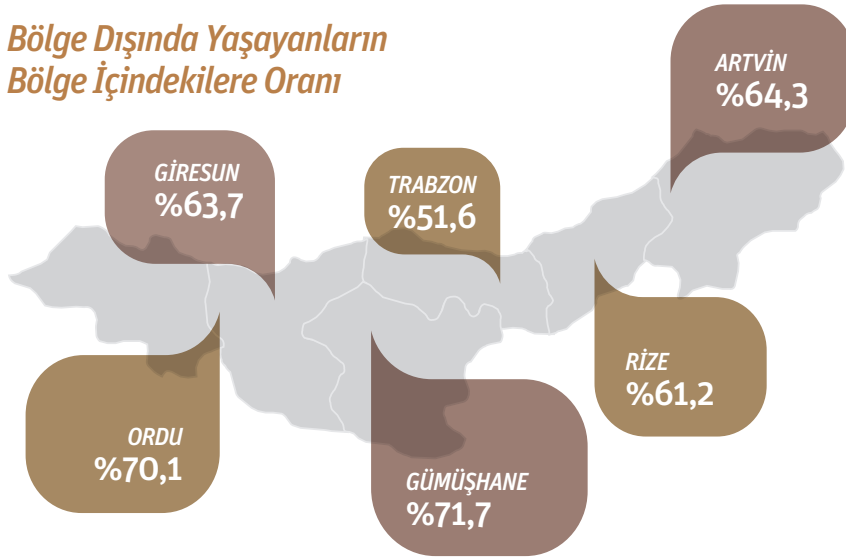 Bölge Dışında Yaşayanların
Bölge İçindekilere Oranı
ARTVİN
%64,3
GİRESUN
%63,7
TRABZON
%51,6
RİZE
%61,2
ORDU
%70,1
GÜMÜŞHANE
%71,7